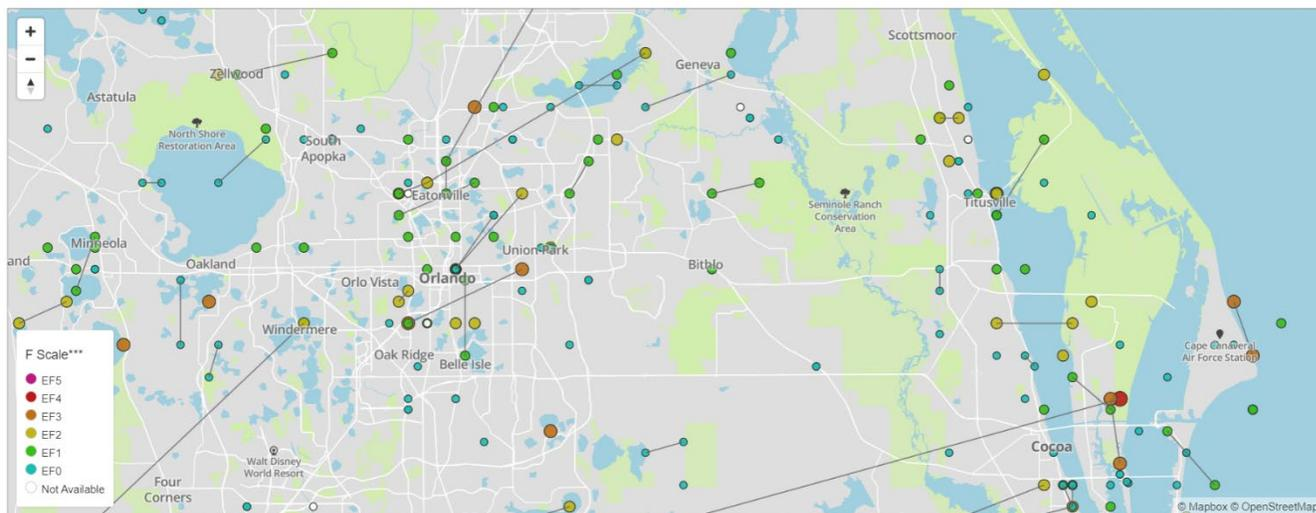 +
−
Scottsmoor
Geneva
Zellwood
Astatula
North Shore
Restoration Area
South
Apopka
Eatonville
Seminole Ranch
Conservation
Area
Titusville
Minneola
Union Park
and
Oakland
Orlando
Bithlo
Orlo Vista
Windermere
Oak Ridge
Belle Isle
Cape Canaveral
Air Force Station
F Scale***
EF5
EF4
EF3
EF2
EF1
EF0
Not Available
Walt Disney
World Resort
Four
Corners
Cocoa
© Mapbox © OpenStreetMap